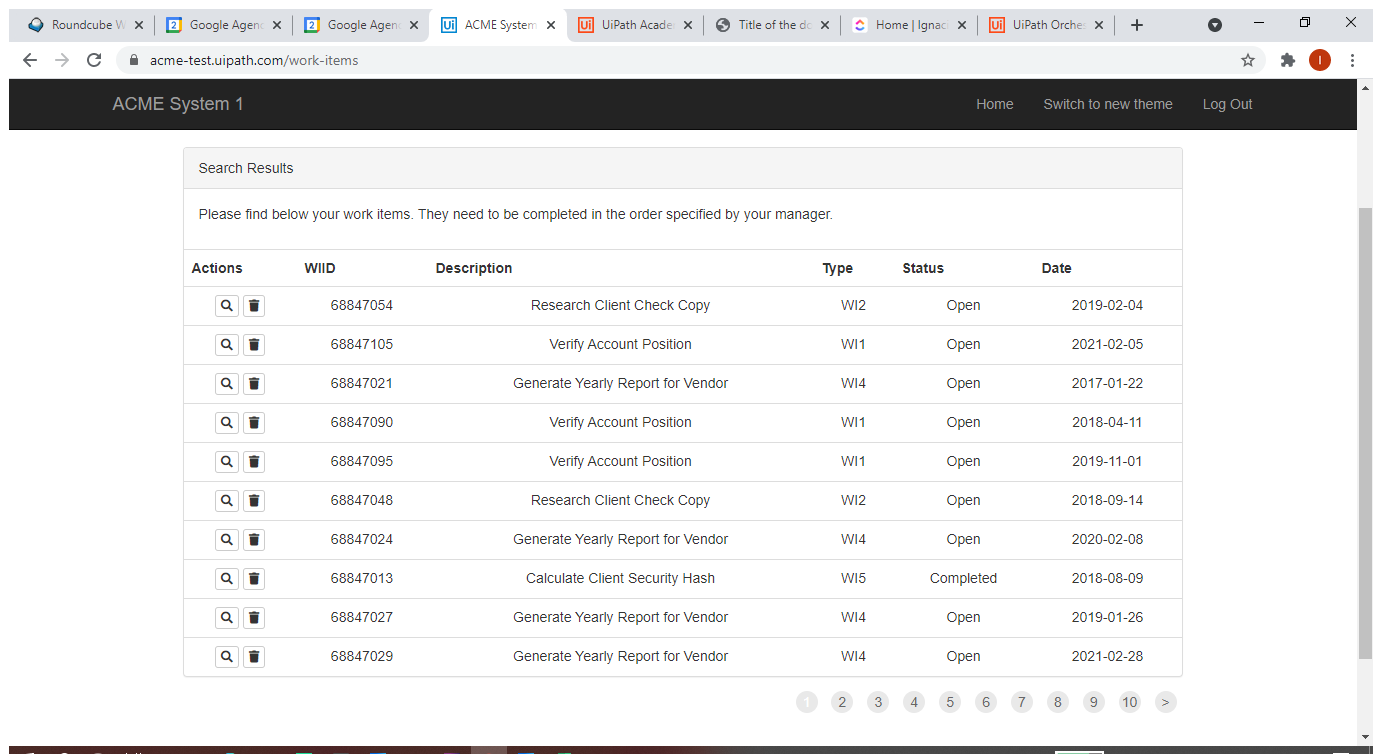 Roundcube W
2 Google Agen
2 Google Agen
Ui ACME System
Ui UiPath Acade
Title of the do
Home | Ignaci
Ui UiPath Orches
acme-test.uipath.com/work-items
I
ACME System 1 Home Switch to new theme Log Out
Search Results
Please find below your work items. They need to be completed in the order specified by your manager.
Actions WIID Description Type Status Date
68847054 Research Client Check Copy WI2 Open 2019-02-04
68847105 Verify Account Position WI1 Open 2021-02-05
68847021 Generate Yearly Report for Vendor WI4 Open 2017-01-22
68847090 Verify Account Position WI1 Open 2018-04-11
68847095 Verify Account Position WI1 Open 2019-11-01
68847048 Research Client Check Copy WI2 Open 2018-09-14
68847024 Generate Yearly Report for Vendor WI4 Open 2020-02-08
68847013 Calculate Client Security Hash WI5 Completed 2018-08-09
68847027 Generate Yearly Report for Vendor WI4 Open 2019-01-26
68847029 Generate Yearly Report for Vendor WI4 Open 2021-02-28
1 2 3 4 5 6 7 8 9 10 >